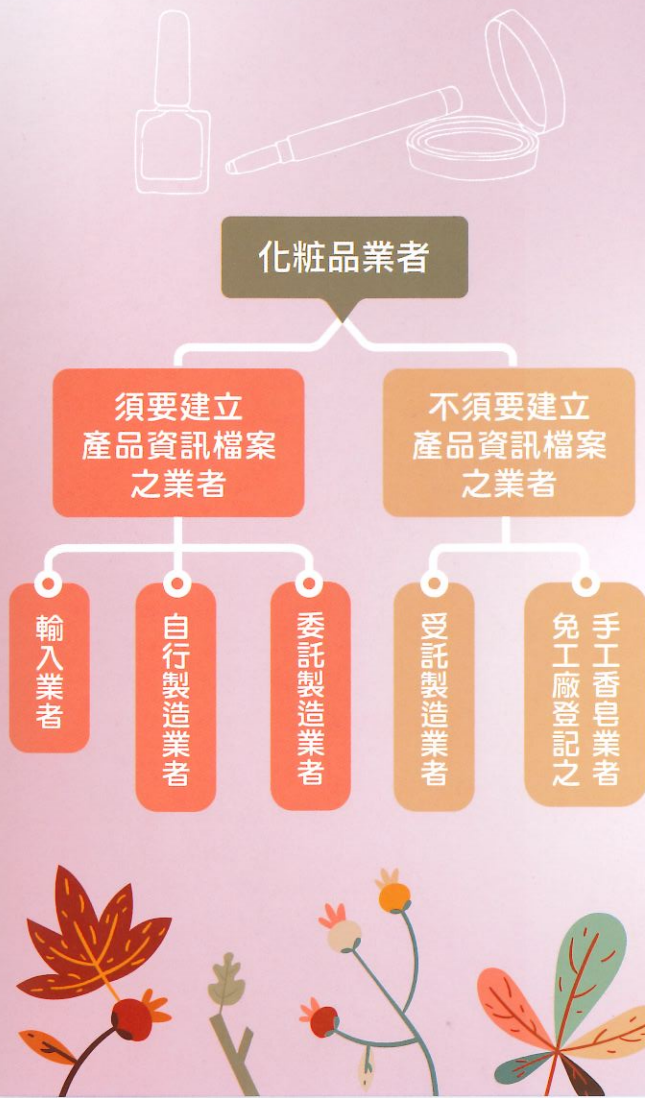 化粧品業者
須要建立
產品資訊檔案
之業者
不須要建立
產品資訊檔案
之業者
輸入業者
自行製造業者
委託製造業者
受託製造業者
手工香皂業者
免工廠登記之